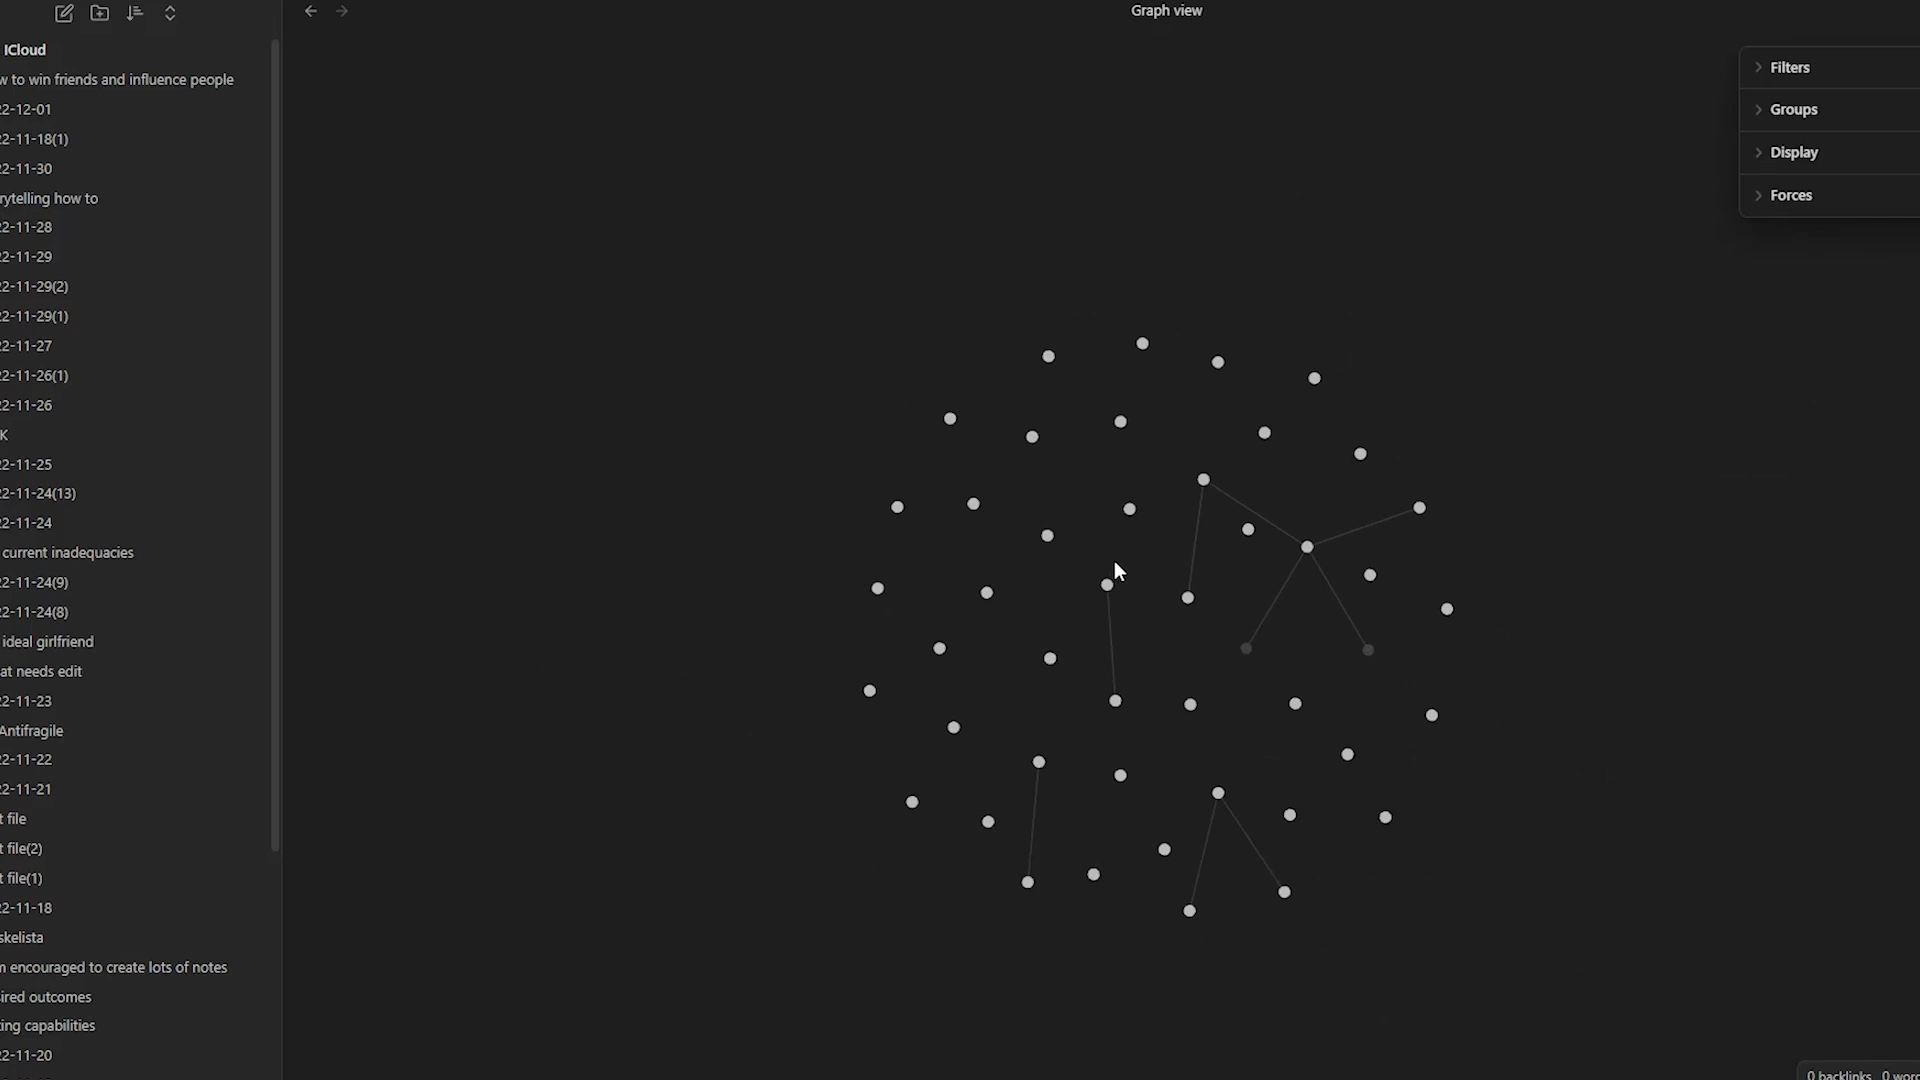 Graph view
ICloud
w to win friends and influence people
22-12-01
22-11-18(1)
22-11-30
rytelling how to
22-11-28
22-11-29
22-11-29(2)
22-11-29(1)
22-11-27
22-11-26(1)
22-11-26
K
22-11-25
22-11-24(13)
22-11-24
current inadequacies
22-11-24(9)
22-11-24(8)
ideal girlfriend
at needs edit
22-11-23
Antifragile
22-11-22
22-11-21
t file
t file(2)
t file(1)
22-11-18
skelista
n encouraged to create lots of notes
ired outcomes
ing capabilities
22-11-20
Filters
Groups
Display
Forces
0 backlinks 0 word